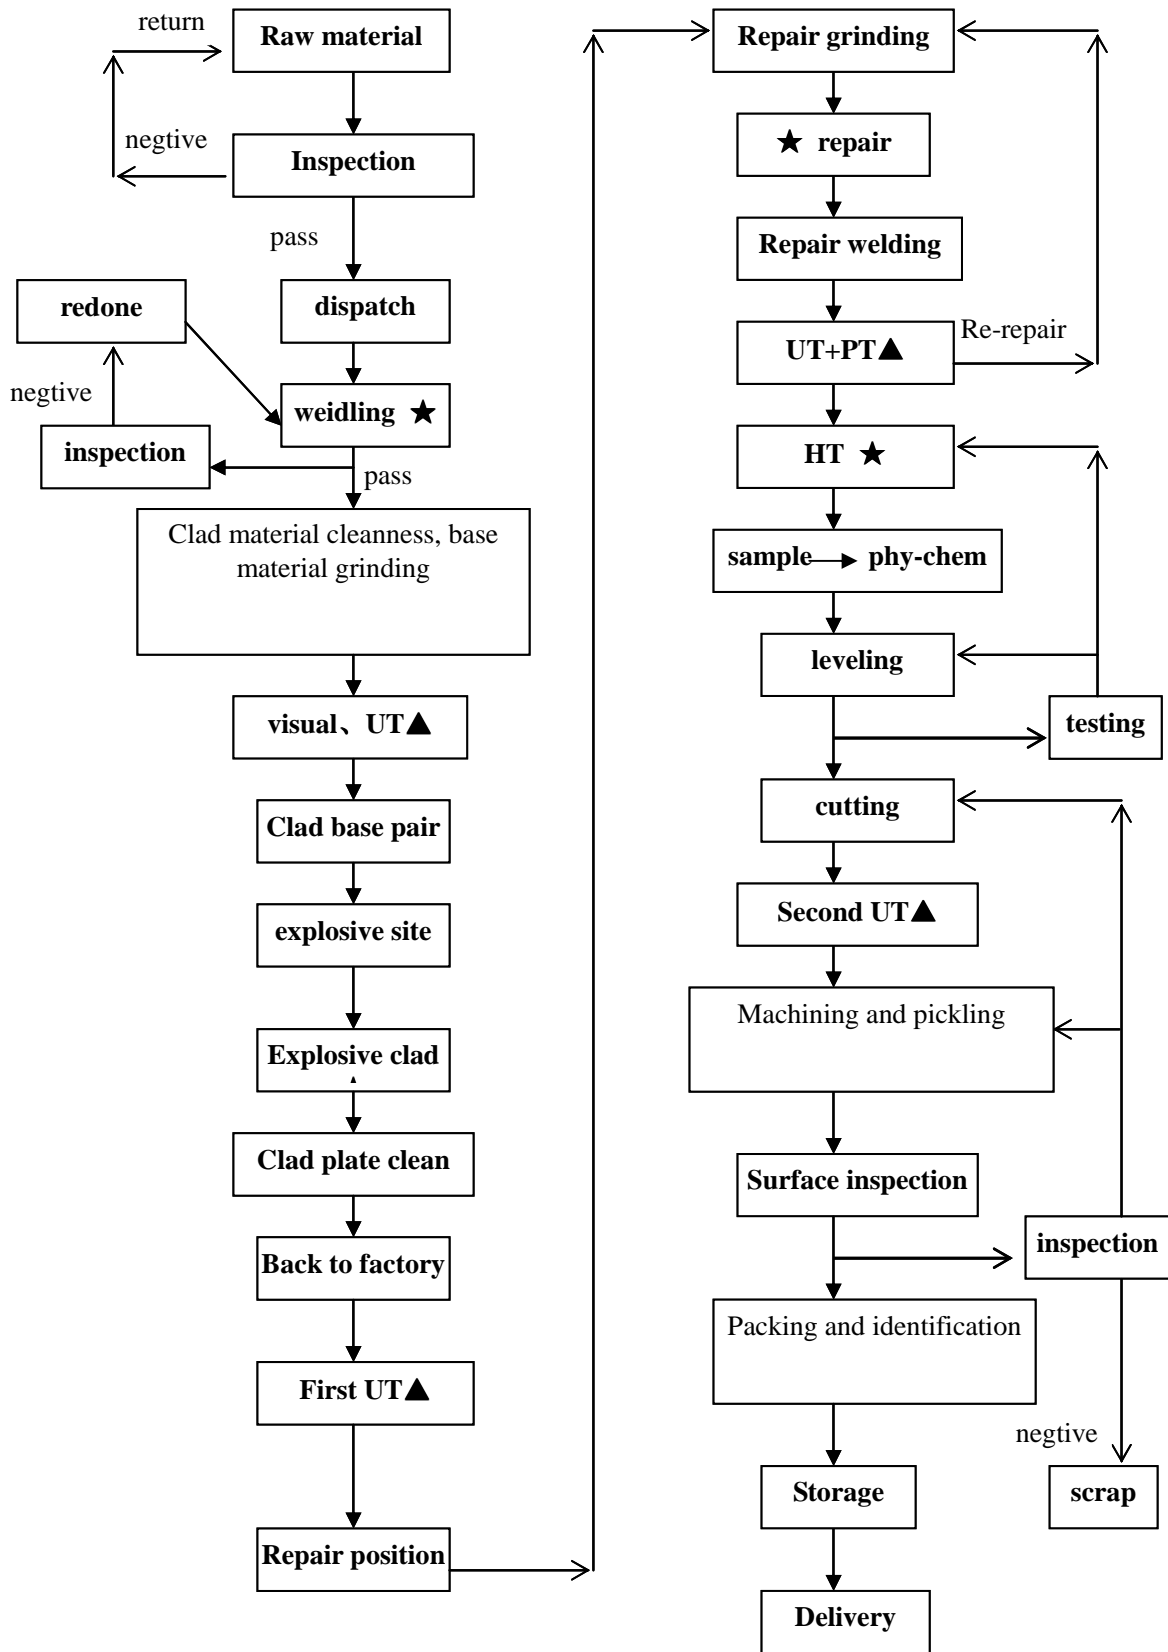 return
Raw material
negtive
Inspection
pass
redone
dispatch
negtive
weidling ★
inspection
pass
Clad material cleanness, base
material grinding
visual、UT▲
Clad base pair
explosive site
Explosive clad
Clad plate clean
Back to factory
First UT▲
Repair position
Repair grinding
★ repair
Repair welding
UT+PT▲
Re-repair
HT ★
sample → phy-chem
leveling
testing
cutting
Second UT▲
Machining and pickling
Surface inspection
inspection
Packing and identification
negtive
Storage
scrap
Delivery